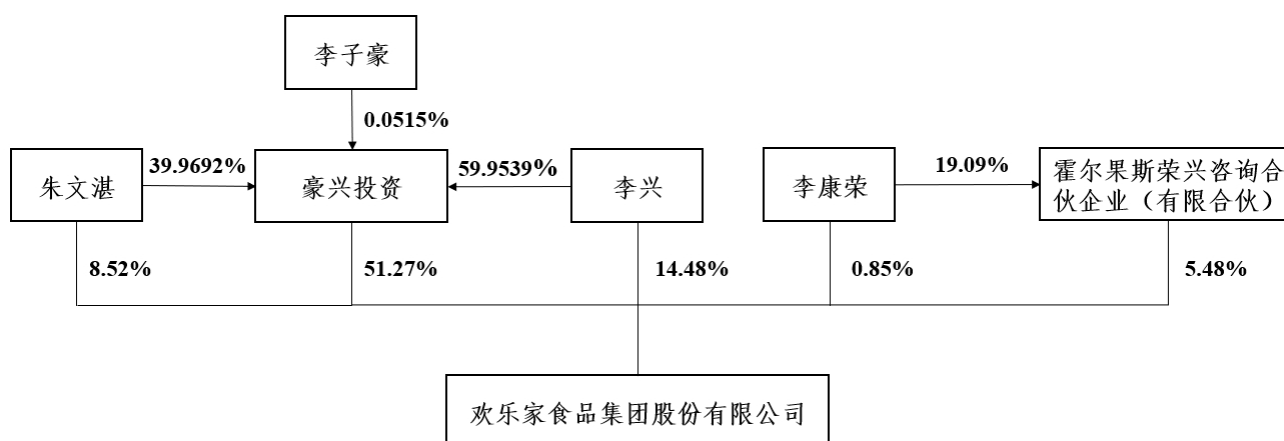 李子豪
0.0515%
朱文湛
39.9692%
豪兴投资
59.9539%
李兴
李康荣
19.09%
霍尔果斯荣兴咨询合
伙企业（有限合伙）
8.52%
51.27%
14.48%
0.85%
5.48%
欢乐家食品集团股份有限公司